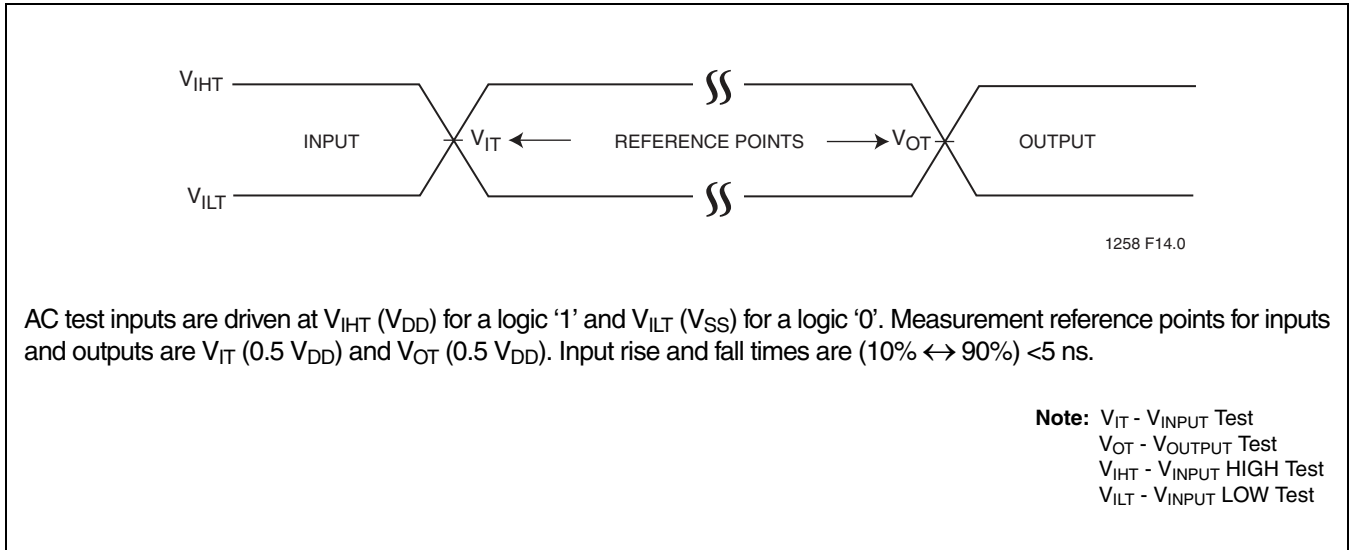 VIHT
INPUT VIT REFERENCE POINTS VOT OUTPUT
VILT
1258 F14.0
AC test inputs are driven at VIHT (VDD) for a logic ‘1’ and VILT (VSS) for a logic ‘0’. Measurement reference points for inputs
and outputs are VIT (0.5 VDD) and VOT (0.5 VDD). Input rise and fall times are (10% ↔ 90%) <5 ns.
Note: VIT - VINPUT Test
VOT - VOUTPUT Test
VIHT - VINPUT HIGH Test
VILT - VINPUT LOW Test